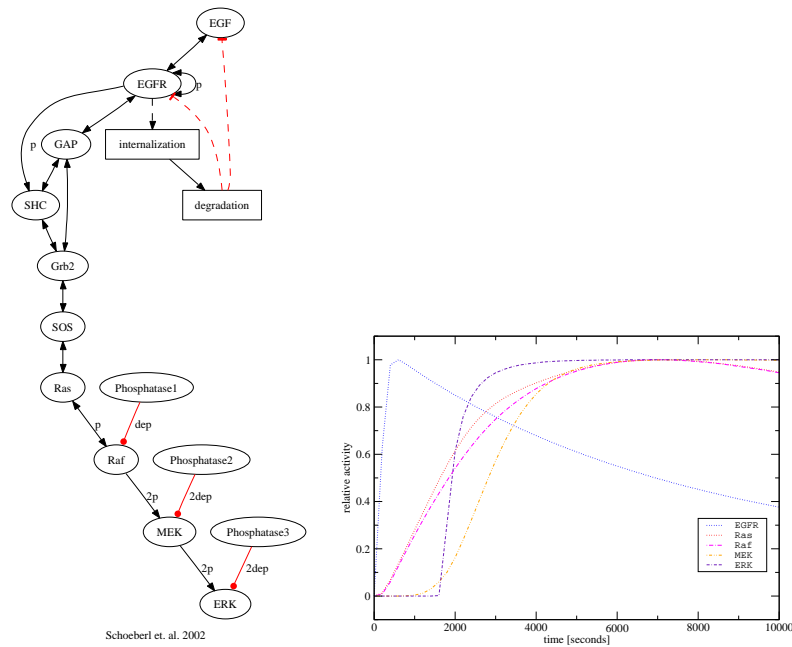 EGF
EGFR
p
internalization
GAP
p
degradation
SHC
Grb2
SOS
Ras
Phosphatase1
p
dep
Raf
Phosphatase2
2p
2dep
MEK
Phosphatase3
2p
2dep
ERK
Schoeberl et. al. 2002
relative activity
1
0.8
0.6
0.4
0.2
0
0
2000
4000
6000
8000
10000
time [seconds]
EGFR
Ras
Raf
MEK
ERK